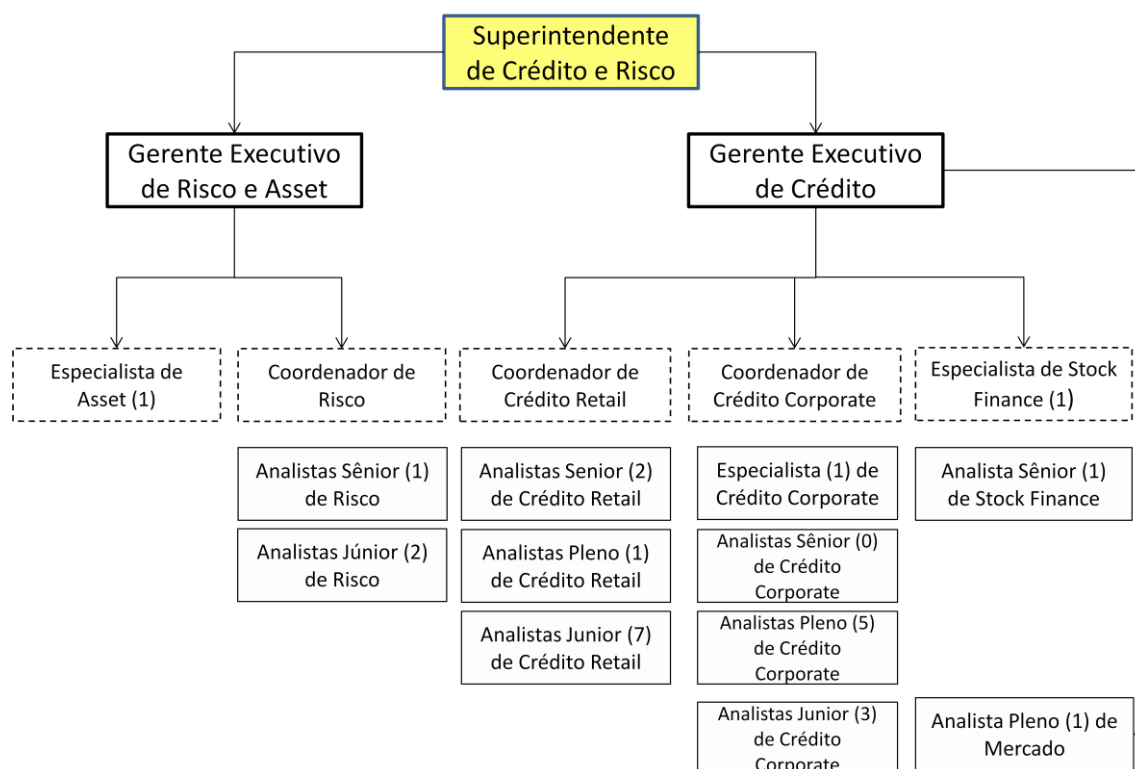 Superintendente
de Crédito e Risco
Gerente Executivo
de Risco e Asset
Gerente Executivo
de Crédito
Especialista de
Asset (1)
Coordenador de
Risco
Coordenador de
Crédito Retail
Coordenador de
Crédito Corporate
Especialista de Stock
Finance (1)
Analistas Sênior (1)
de Risco
Analistas Senior (2)
de Crédito Retail
Especialista (1) de
Crédito Corporate
Analista Sênior (1)
de Stock Finance
Analistas Júnior (2)
de Risco
Analistas Pleno (1)
de Crédito Retail
Analistas Sênior (0)
de Crédito
Corporate
Analistas Junior (7)
de Crédito Retail
Analistas Pleno (5)
de Crédito
Corporate
Analistas Junior (3)
de Crédito
Corporate
Analista Pleno (1) de
Mercado